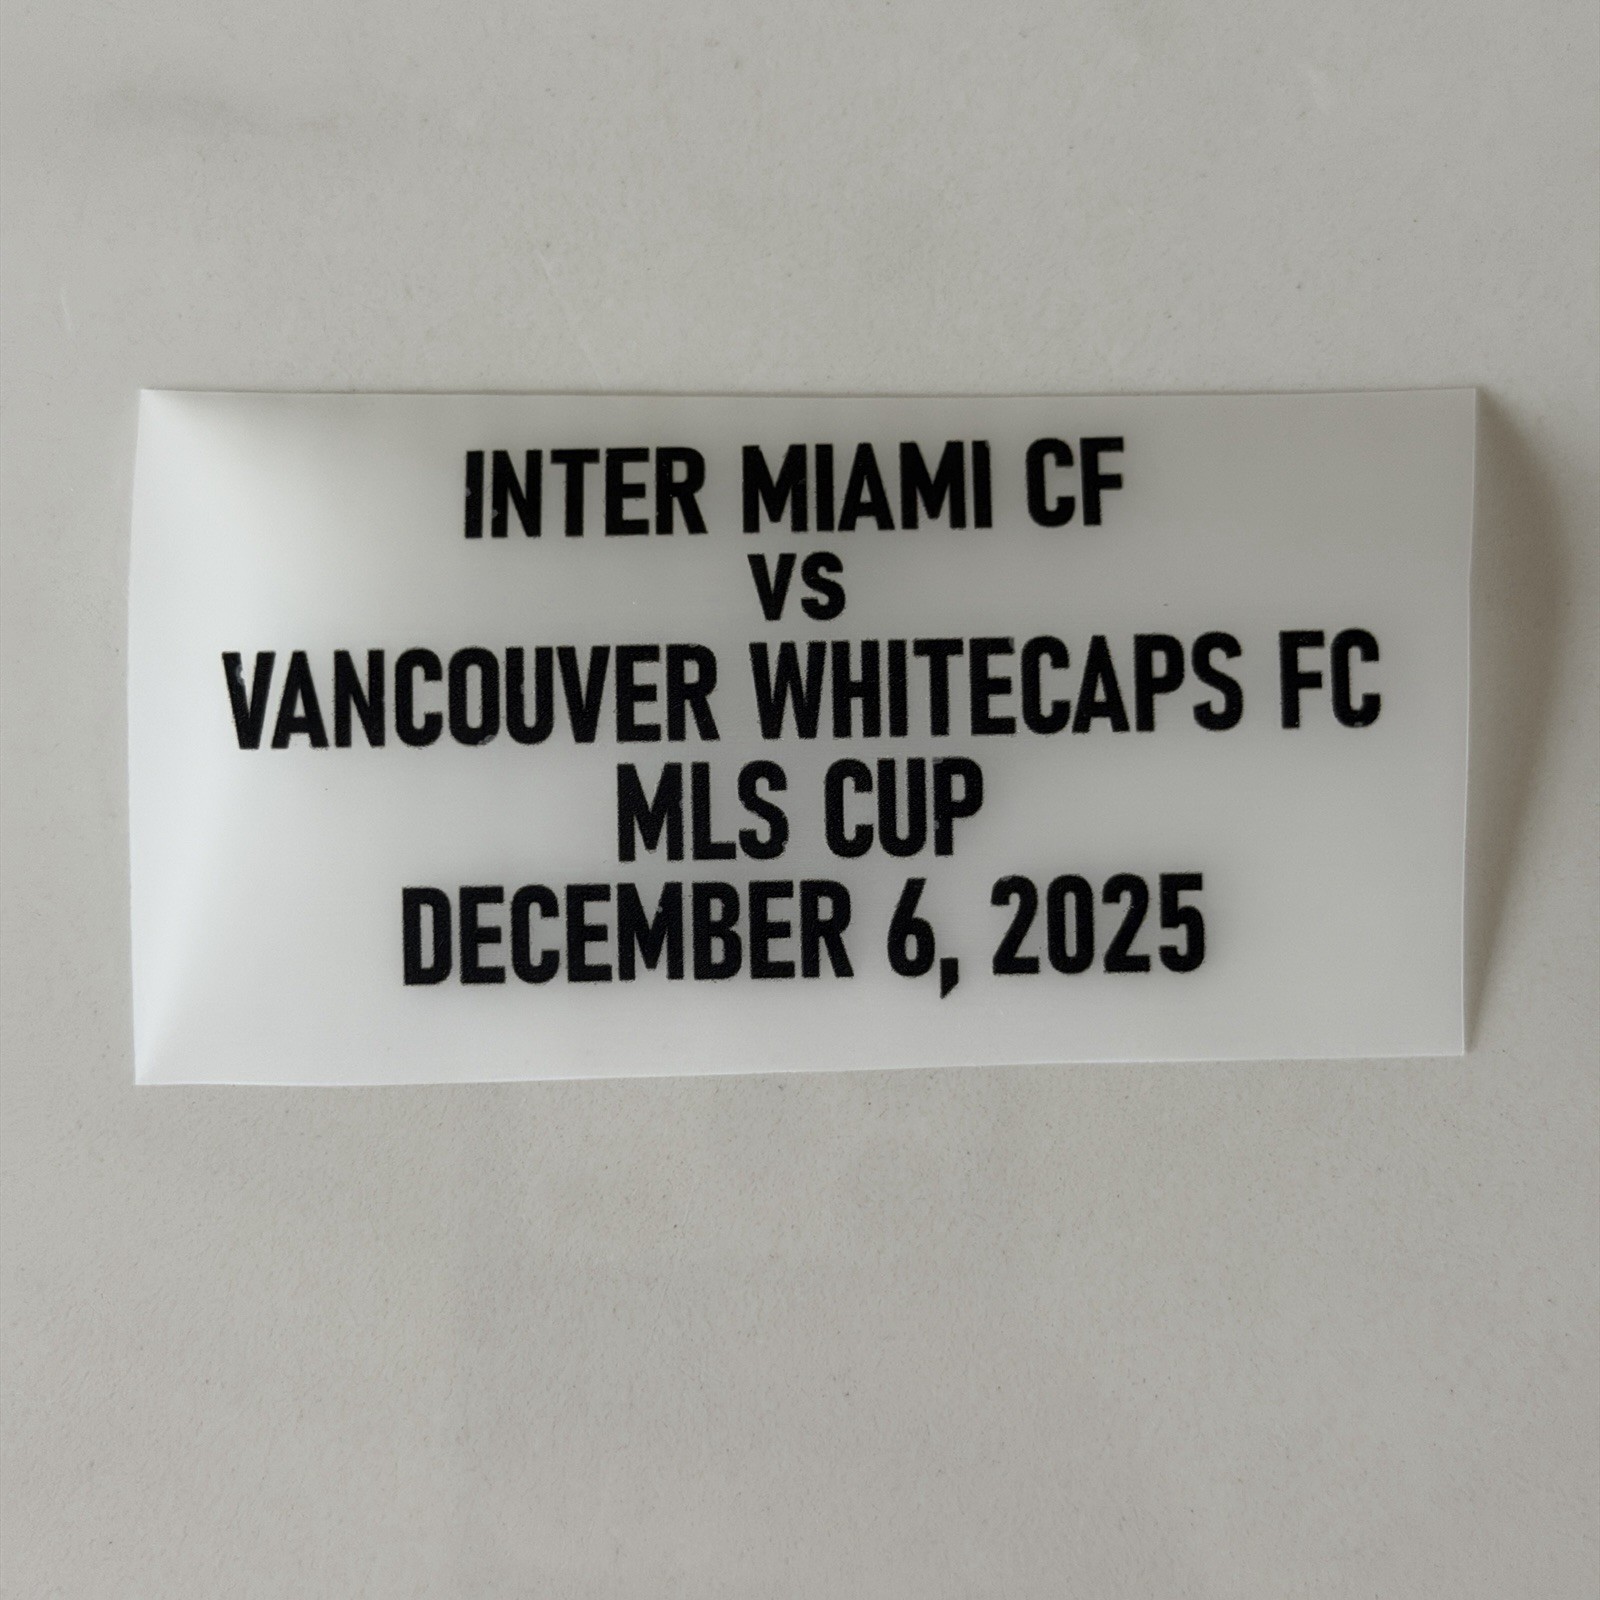 INTER MIAMI CF
VS
VANCOUVER WHITECAPS FC
MLS CUP
DECEMBER 6, 2025